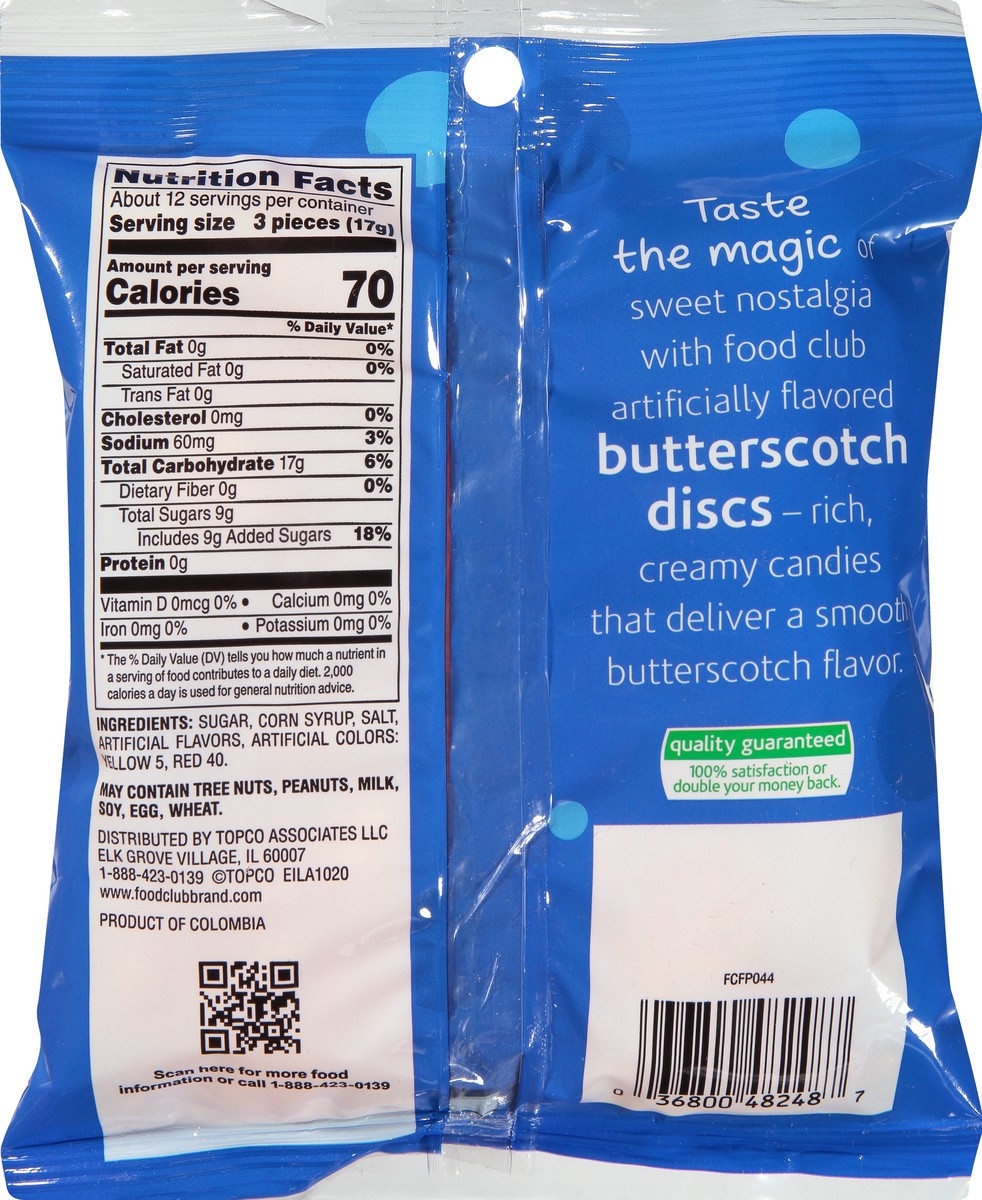 Nutrition Facts
About 12 servings per container
Serving size 3 pieces (17g)
Amount per serving
Calories 70
% Daily Value*
Total Fat 0g 0%
Saturated Fat 0g 0%
Trans Fat 0g
Cholesterol 0mg 0%
Sodium 60mg 3%
Total Carbohydrate 17g 6%
Dietary Fiber 0g 0%
Total Sugars 9g
Includes 9g Added Sugars 18%
Protein 0g
Vitamin D 0mcg 0% • Calcium 0mg 0%
Iron 0mg 0% • Potassium 0mg 0%
* The % Daily Value (DV) tells you how much a nutrient in
a serving of food contributes to a daily diet. 2,000
calories a day is used for general nutrition advice.
INGREDIENTS: SUGAR, CORN SYRUP, SALT,
ARTIFICIAL FLAVORS, ARTIFICIAL COLORS:
YELLOW 5, RED 40.
MAY CONTAIN TREE NUTS, PEANUTS, MILK,
SOY, EGG, WHEAT.
DISTRIBUTED BY TOPCO ASSOCIATES LLC
ELK GROVE VILLAGE, IL 60007
1-888-423-0139 ©TOPCO EILA1020
www.foodclubbrand.com
PRODUCT OF COLOMBIA
Scan here for more food
information or call 1-888-423-0139
Taste
the magic of
sweet nostalgia
with food club
artificially flavored
butterscotch
discs – rich,
creamy candies
that deliver a smooth
butterscotch flavor.
quality guaranteed
100% satisfaction or
double your money back.
FCFP044
0 36800 48248 7